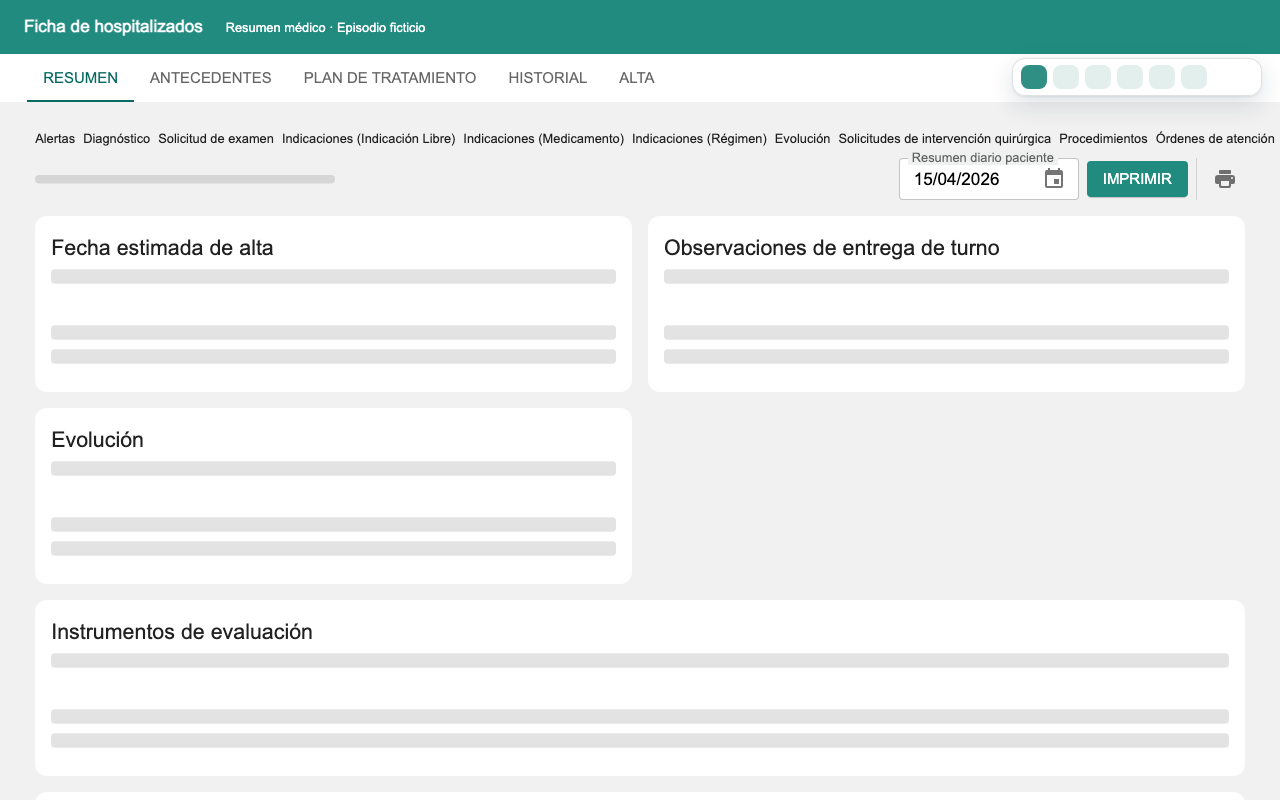 Ficha de hospitalizados Resumen médico · Episodio ficticio
RESUMEN ANTECEDENTES PLAN DE TRATAMIENTO HISTORIAL ALTA
Alertas Diagnóstico Solicitud de examen Indicaciones (Indicación Libre) Indicaciones (Medicamento) Indicaciones (Régimen) Evolución Solicitudes de intervención quirúrgica Procedimientos Órdenes de atención
Resumen diario paciente
15/04/2026 IMPRIMIR
Fecha estimada de alta Observaciones de entrega de turno
Evolución
Instrumentos de evaluación